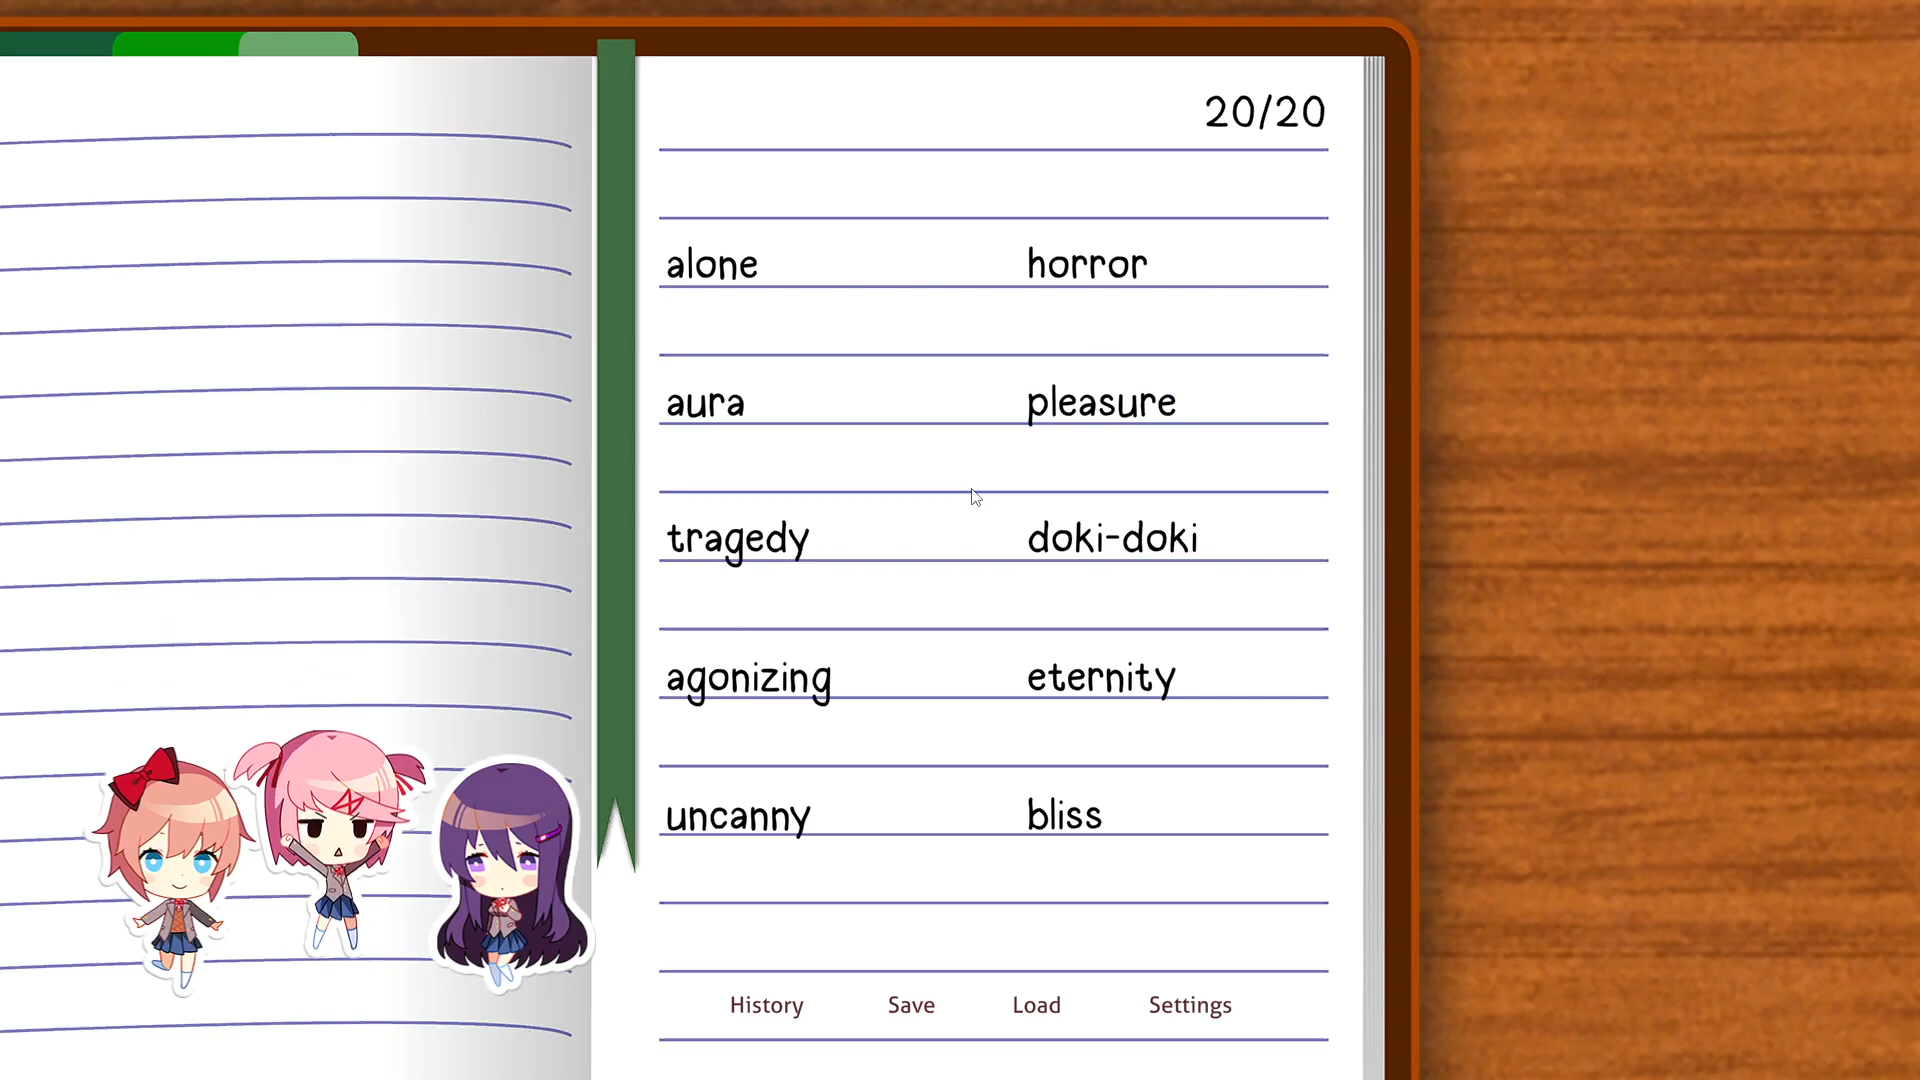 20/20
alone horror
aura pleasure
tragedy doki-doki
agonizing eternity
uncanny bliss
History Save Load Settings